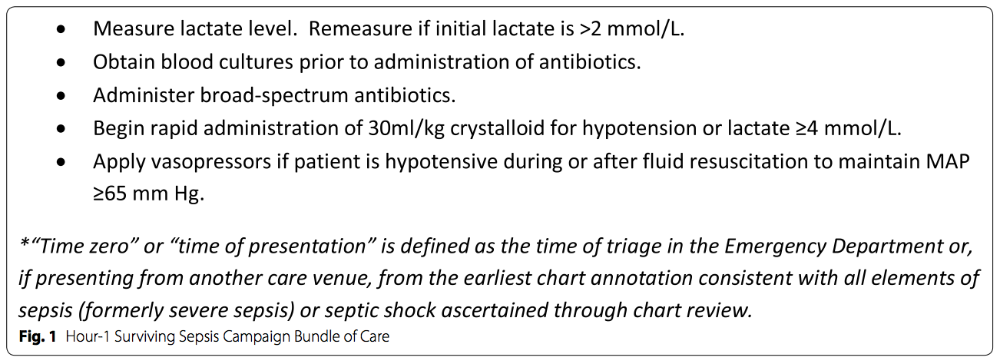 • Measure lactate level.  Remeasure if initial lactate is >2 mmol/L.
• Obtain blood cultures prior to administration of antibiotics.
• Administer broad-spectrum antibiotics.
• Begin rapid administration of 30ml/kg crystalloid for hypotension or lactate ≥4 mmol/L.
• Apply vasopressors if patient is hypotensive during or after fluid resuscitation to maintain MAP
≥65 mm Hg.
*“Time zero” or “time of presentation” is defined as the time of triage in the Emergency Department or,
if presenting from another care venue, from the earliest chart annotation consistent with all elements of
sepsis (formerly severe sepsis) or septic shock ascertained through chart review.
Fig. 1  Hour-1 Surviving Sepsis Campaign Bundle of Care